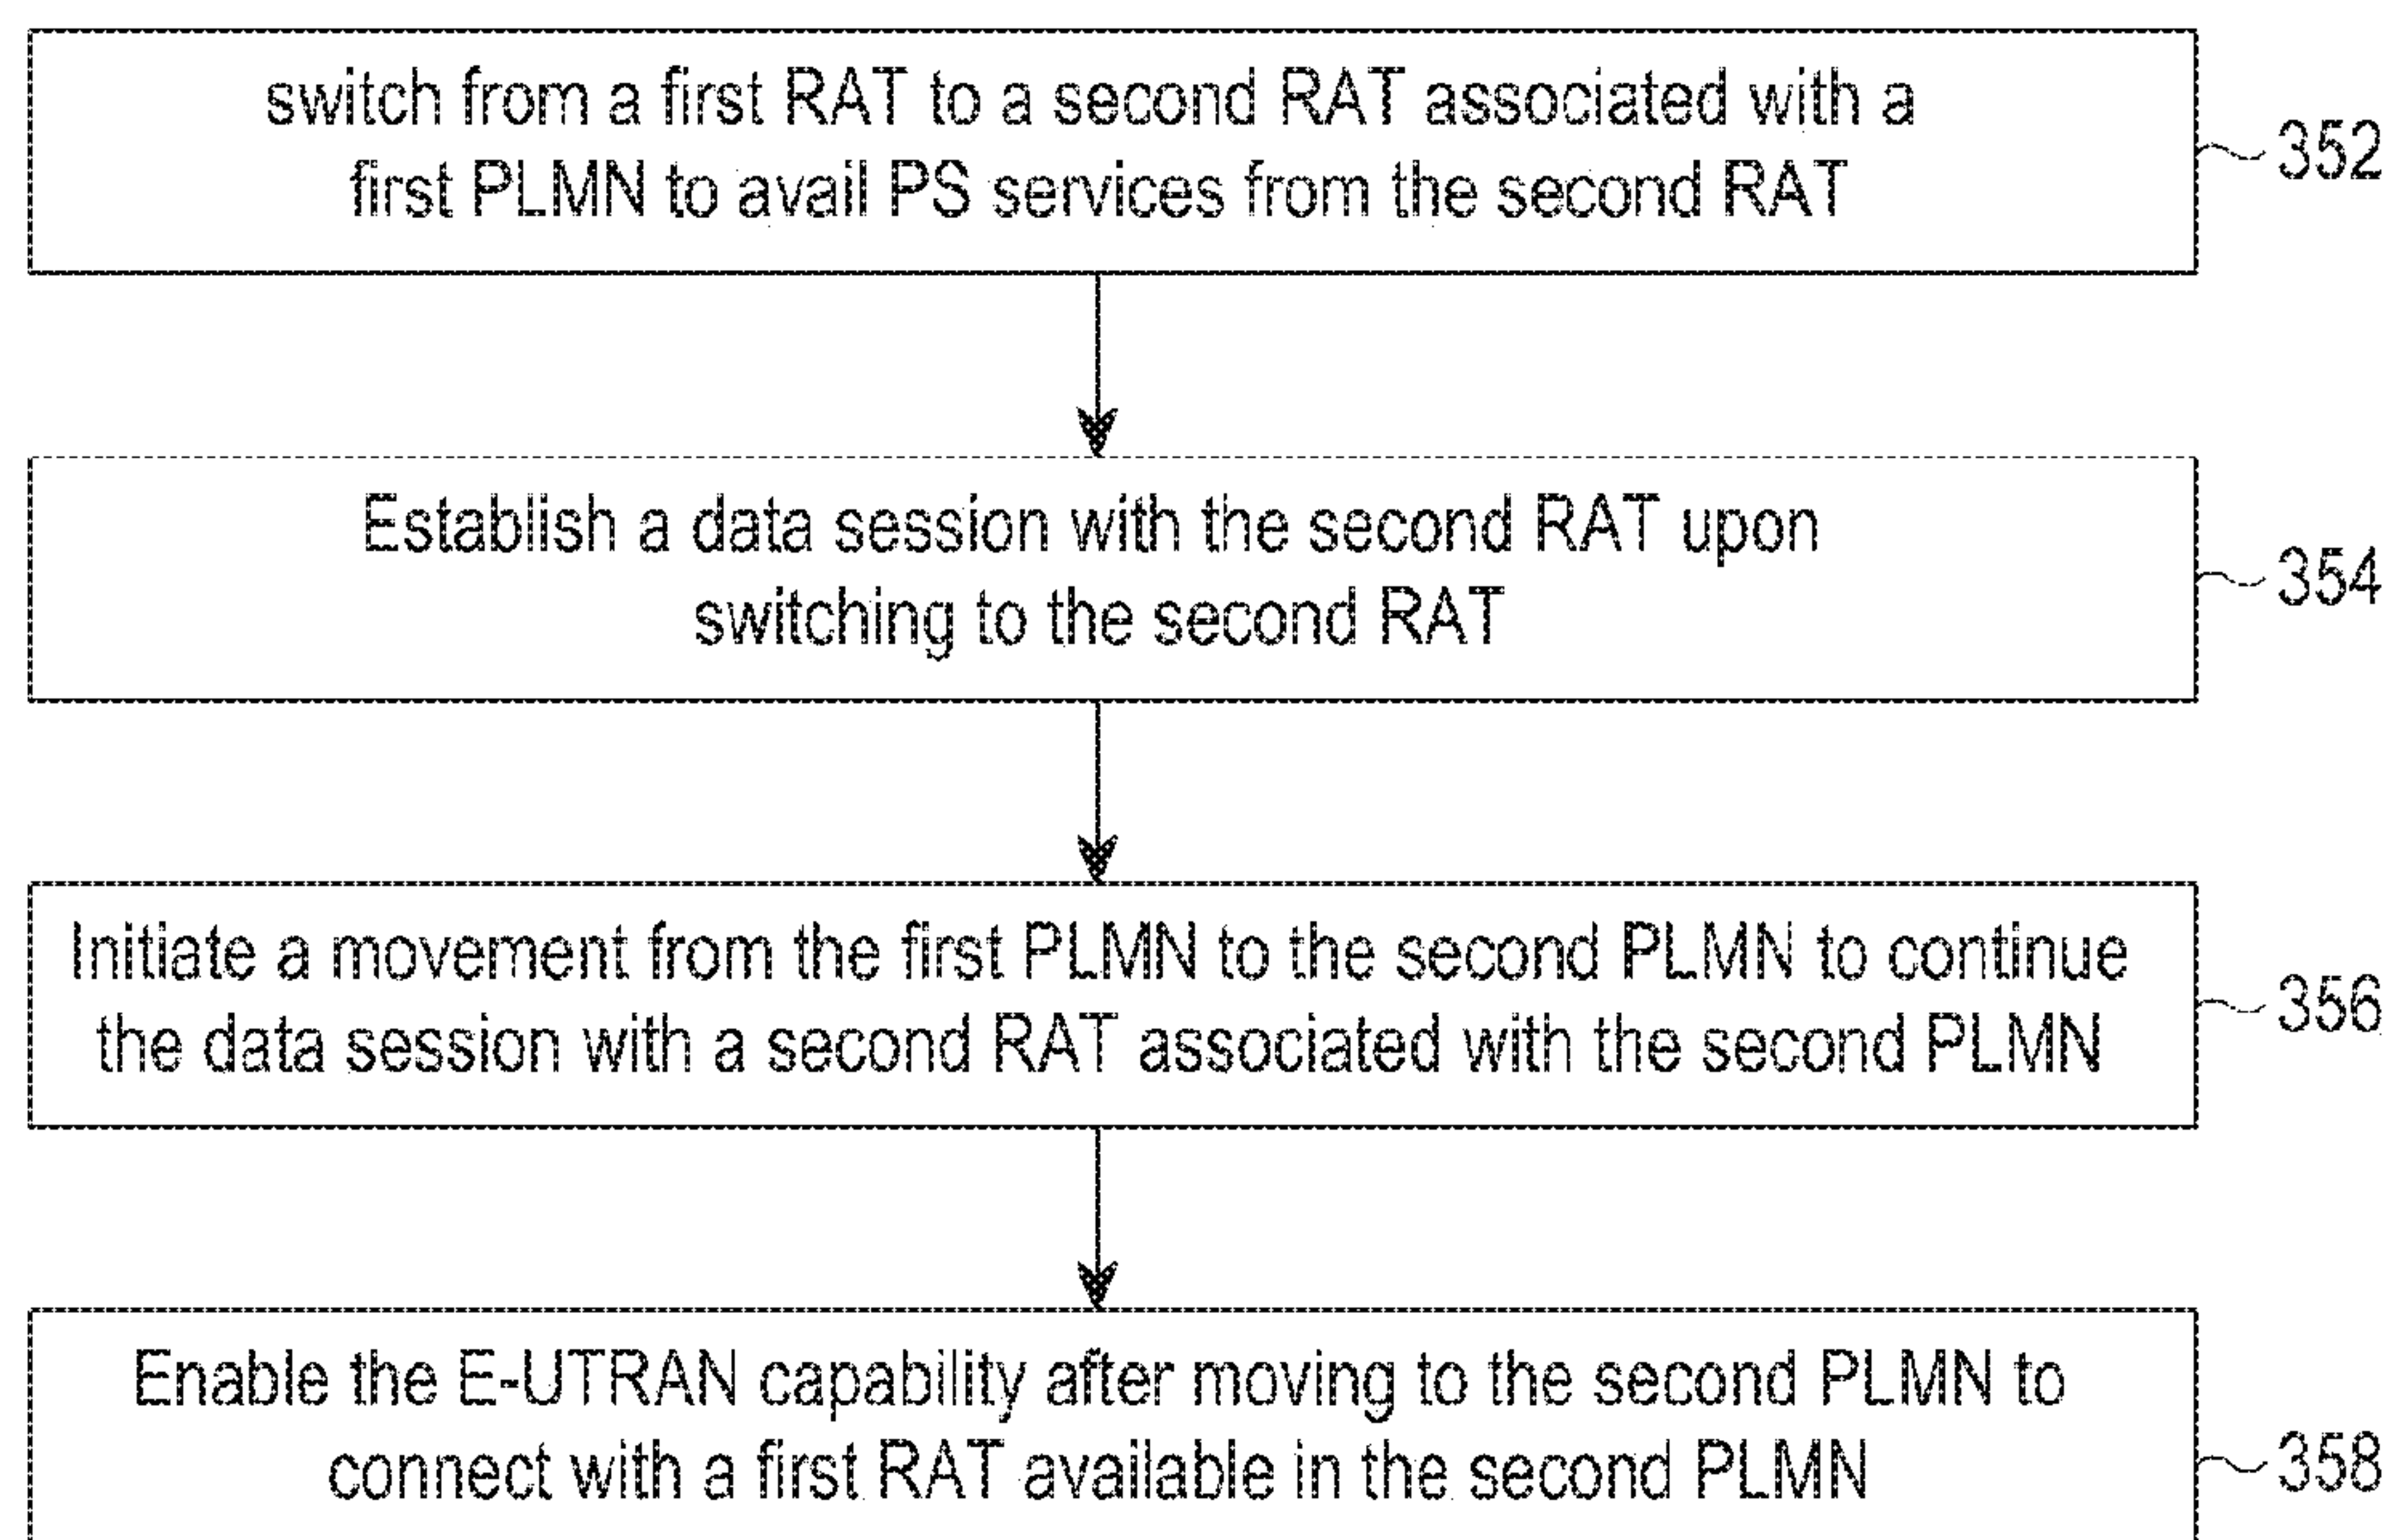 switch from a first RAT to a second RAT associated with a
first PLMN to avail PS services from the second RAT
352
Establish a data session with the second RAT upon
switching to the second RAT
354
Initiate a movement from the first PLMN to the second PLMN to continue
the data session with a second RAT associated with the second PLMN
356
Enable the E-UTRAN capability after moving to the second PLMN to
connect with a first RAT available in the second PLMN
358